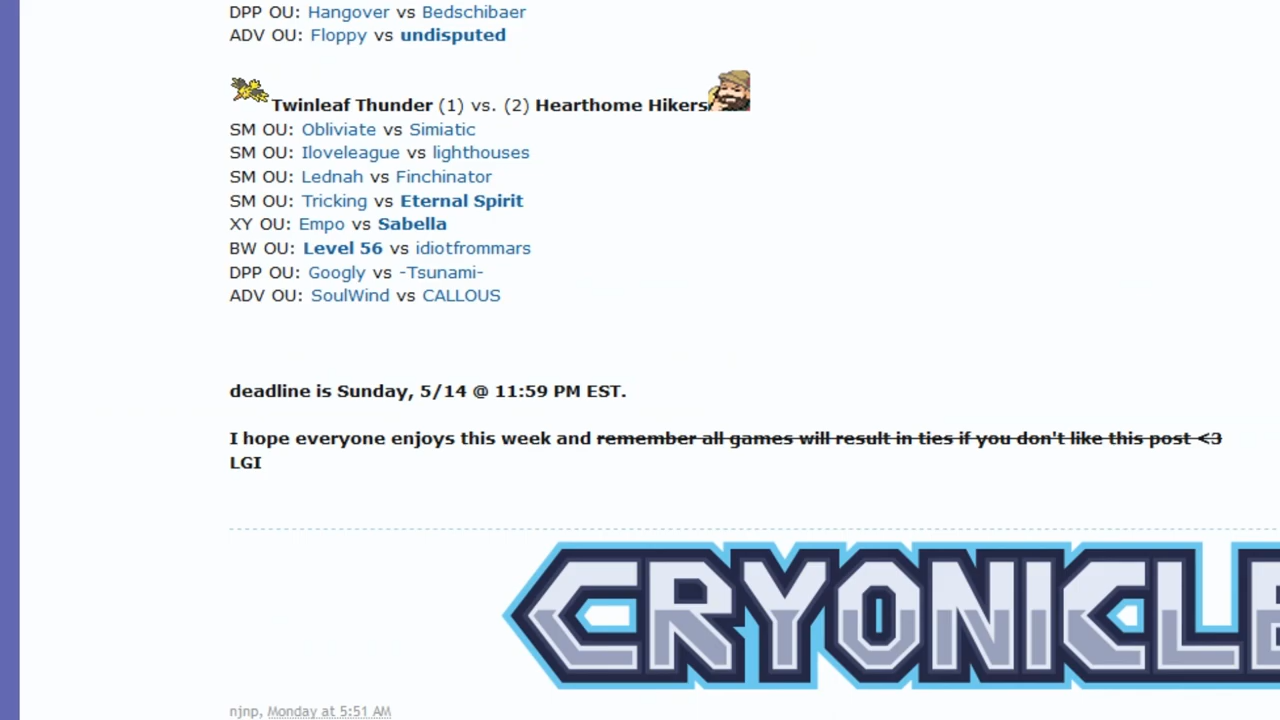 DPP OU: Hangover vs Bedschibaer
ADV OU: Floppy vs undisputed
Twinleaf Thunder (1) vs. (2) Hearthome Hikers
SM OU: Obliviate vs Simiatic
SM OU: Iloveleague vs lighthouses
SM OU: Lednah vs Finchinator
SM OU: Tricking vs Eternal Spirit
XY OU: Empo vs Sabella
BW OU: Level 56 vs idiotfrommars
DPP OU: Googly vs -Tsunami-
ADV OU: SoulWind vs CALLOUS
deadline is Sunday, 5/14 @ 11:59 PM EST.
I hope everyone enjoys this week and remember all games will result in ties if you don't like this post <3
LGI
CRYONICLE
njnp, Monday at 5:51 AM